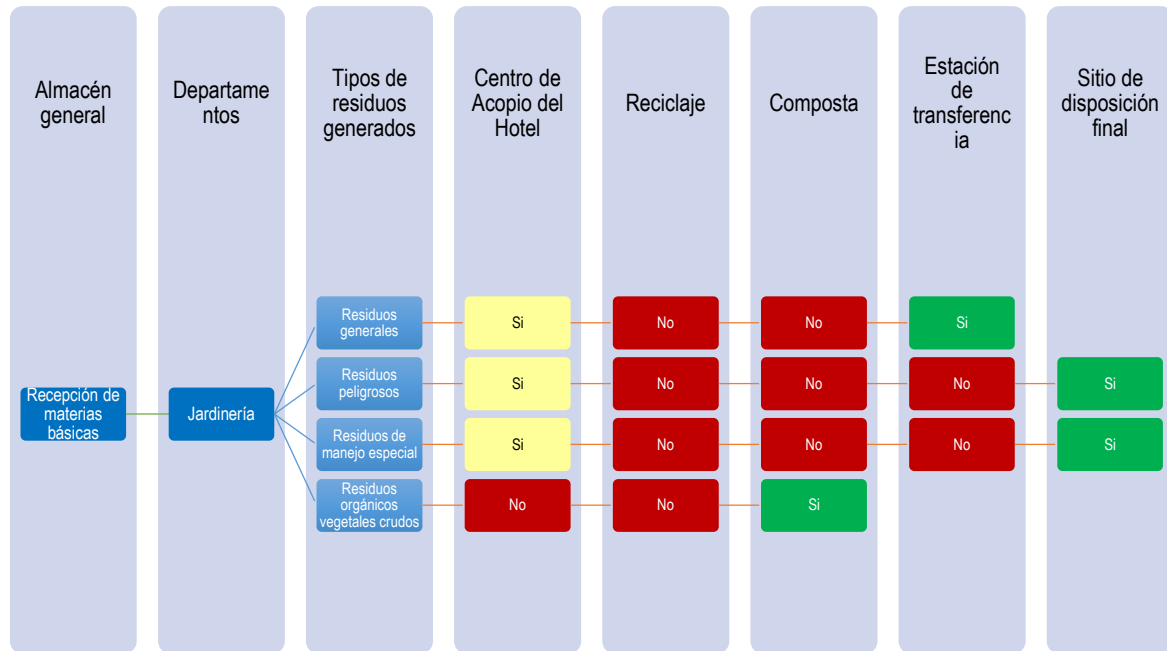 Almacén
general
Departame
ntos
Tipos de
residuos
generados
Centro de
Acopio del
Hotel
Reciclaje
Composta
Estación
de
transferenc
ia
Sitio de
disposición
final
Recepción de
materias
básicas
Jardinería
Residuos
generales
Si
No
No
Si
Residuos
peligrosos
Si
No
No
No
Si
Residuos de
manejo especial
Si
No
No
No
Si
Residuos
orgánicos
vegetales crudos
No
No
Si